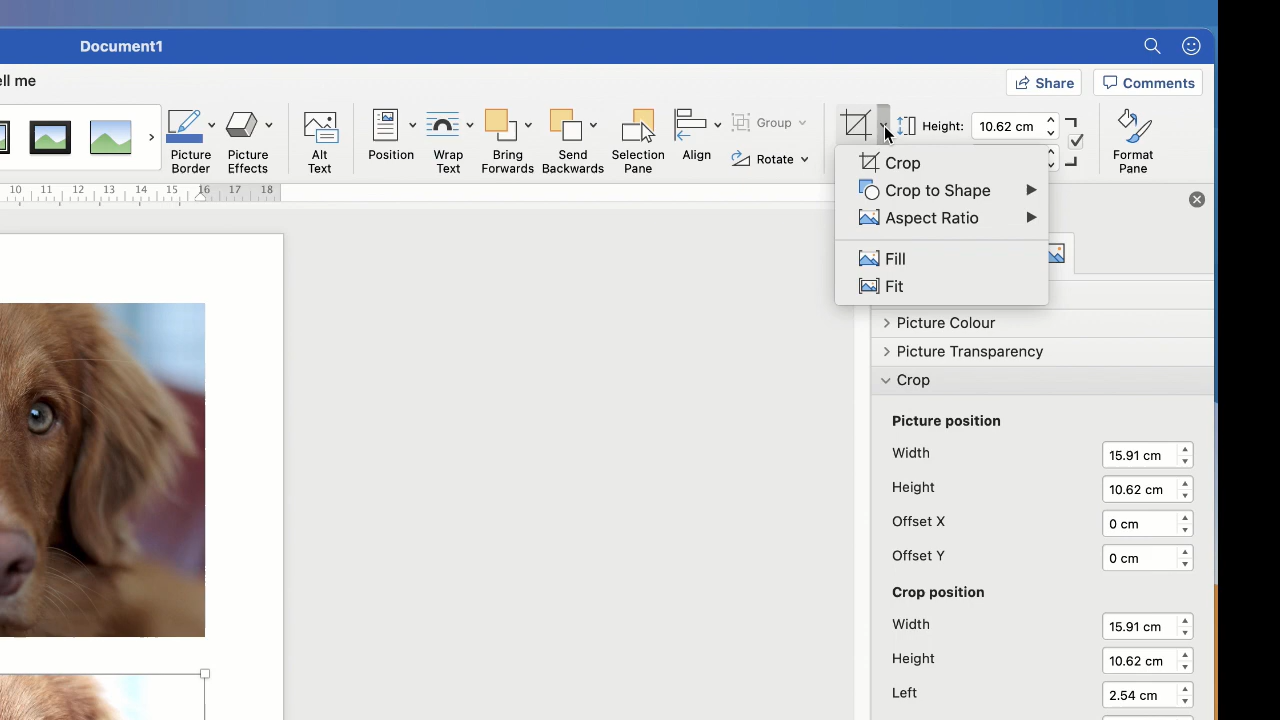 Document1
ell me
Share
Comments
Picture
Border
Picture
Effects
Alt
Text
Position
Wrap
Text
Bring
Forwards
Send
Backwards
Selection
Pane
Align
Group
Rotate
Height: 10.62 cm
Format
Pane
10 11 12 13 14 15 16 17 18
Crop
Crop to Shape
Aspect Ratio
Fill
Fit
Picture Colour
Picture Transparency
Crop
Picture position
Width 15.91 cm
Height 10.62 cm
Offset X 0 cm
Offset Y 0 cm
Crop position
Width 15.91 cm
Height 10.62 cm
Left 2.54 cm